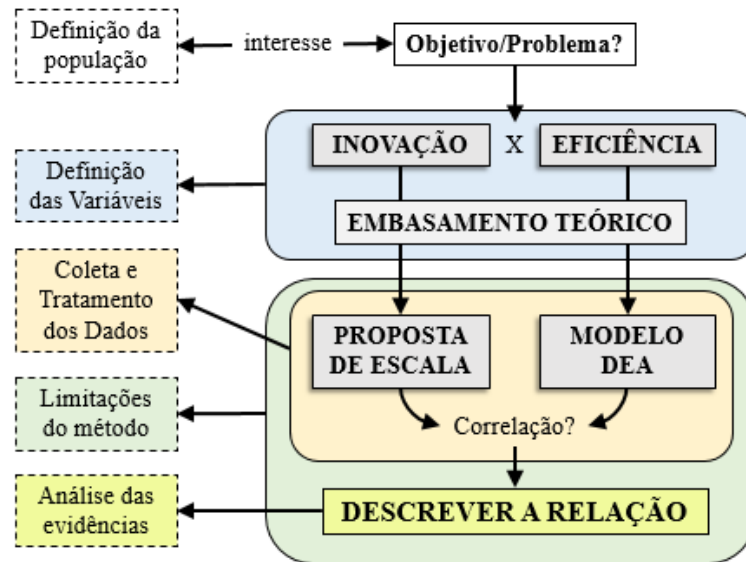 Definição da
população
interesse
Objetivo/Problema?
INOVAÇÃO
X
EFICIÊNCIA
Definição
das Variáveis
EMBASAMENTO TEÓRICO
Coleta e
Tratamento
dos Dados
PROPOSTA
DE ESCALA
MODELO
DEA
Limitações
do método
Correlação?
Análise das
evidências
DESCREVER A RELAÇÃO